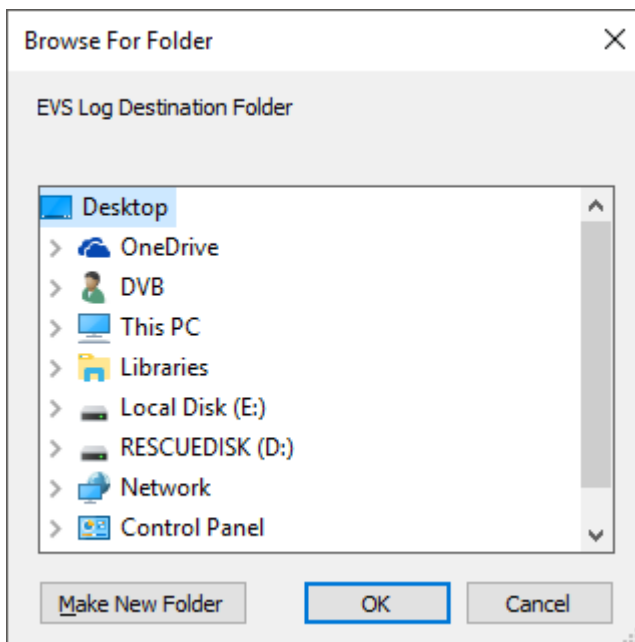 Browse For Folder
EVS Log Destination Folder
Desktop
OneDrive
DVB
This PC
Libraries
Local Disk (E:)
RESCUEDISK (D:)
Network
Control Panel
Make New Folder
OK
Cancel